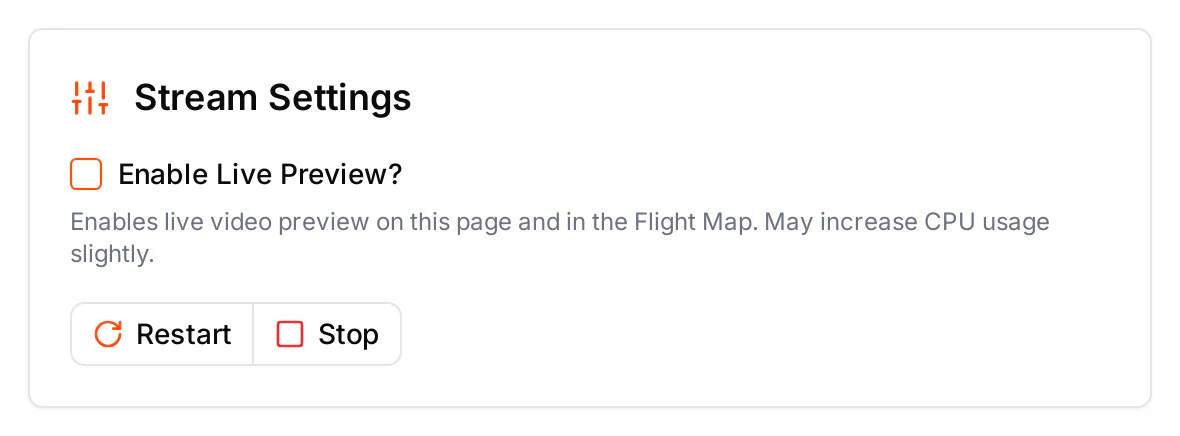 Stream Settings
Enable Live Preview?
Enables live video preview on this page and in the Flight Map. May increase CPU usage
slightly.
Restart Stop